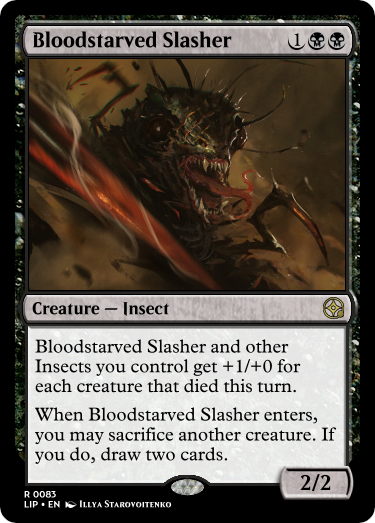 Bloodstarved Slasher 1
Creature — Insect
Bloodstarved Slasher and other
Insects you control get +1/+0 for
each creature that died this turn.
When Bloodstarved Slasher enters,
you may sacrifice another creature. If
you do, draw two cards.
2/2
R 0083
LIP • EN Illya Starovoitenko